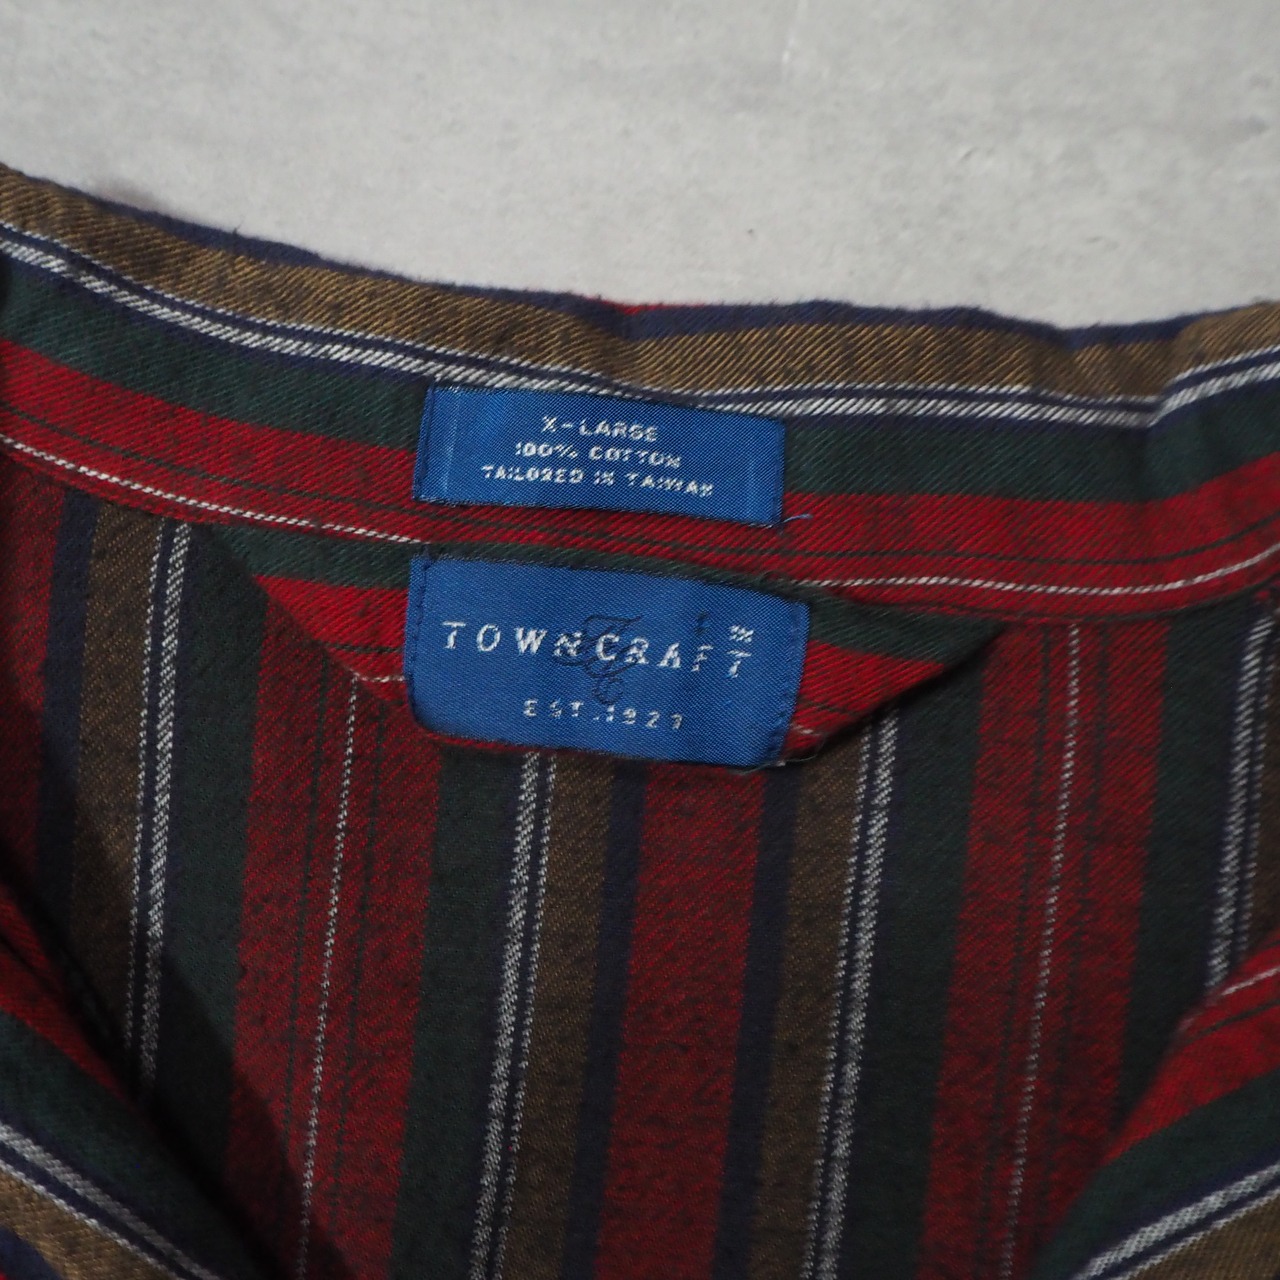 X-LARGE
100% COTTON
TAILORED IN TAIWAN
TOWNCRAFT
EST.1927